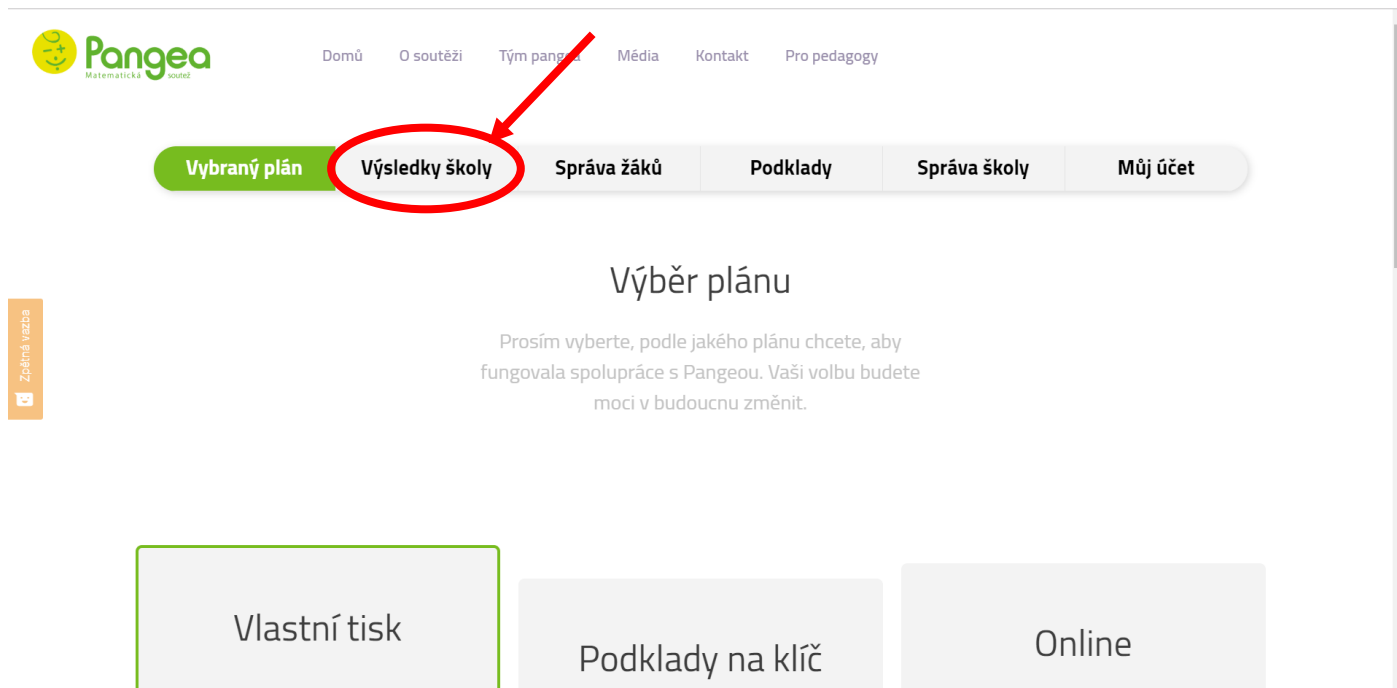 Pangea
Matematická soutěž
Domů O soutěži Tým pangea Média Kontakt Pro pedagogy
Vybraný plán Výsledky školy Správa žáků Podklady Správa školy Můj účet
Výběr plánu
Prosím vyberte, podle jakého plánu chcete, aby
fungovala spolupráce s Pangeou. Vaši volbu budete
moci v budoucnu změnit.
Zpětná vazba
Vlastní tisk
Podklady na klíč
Online